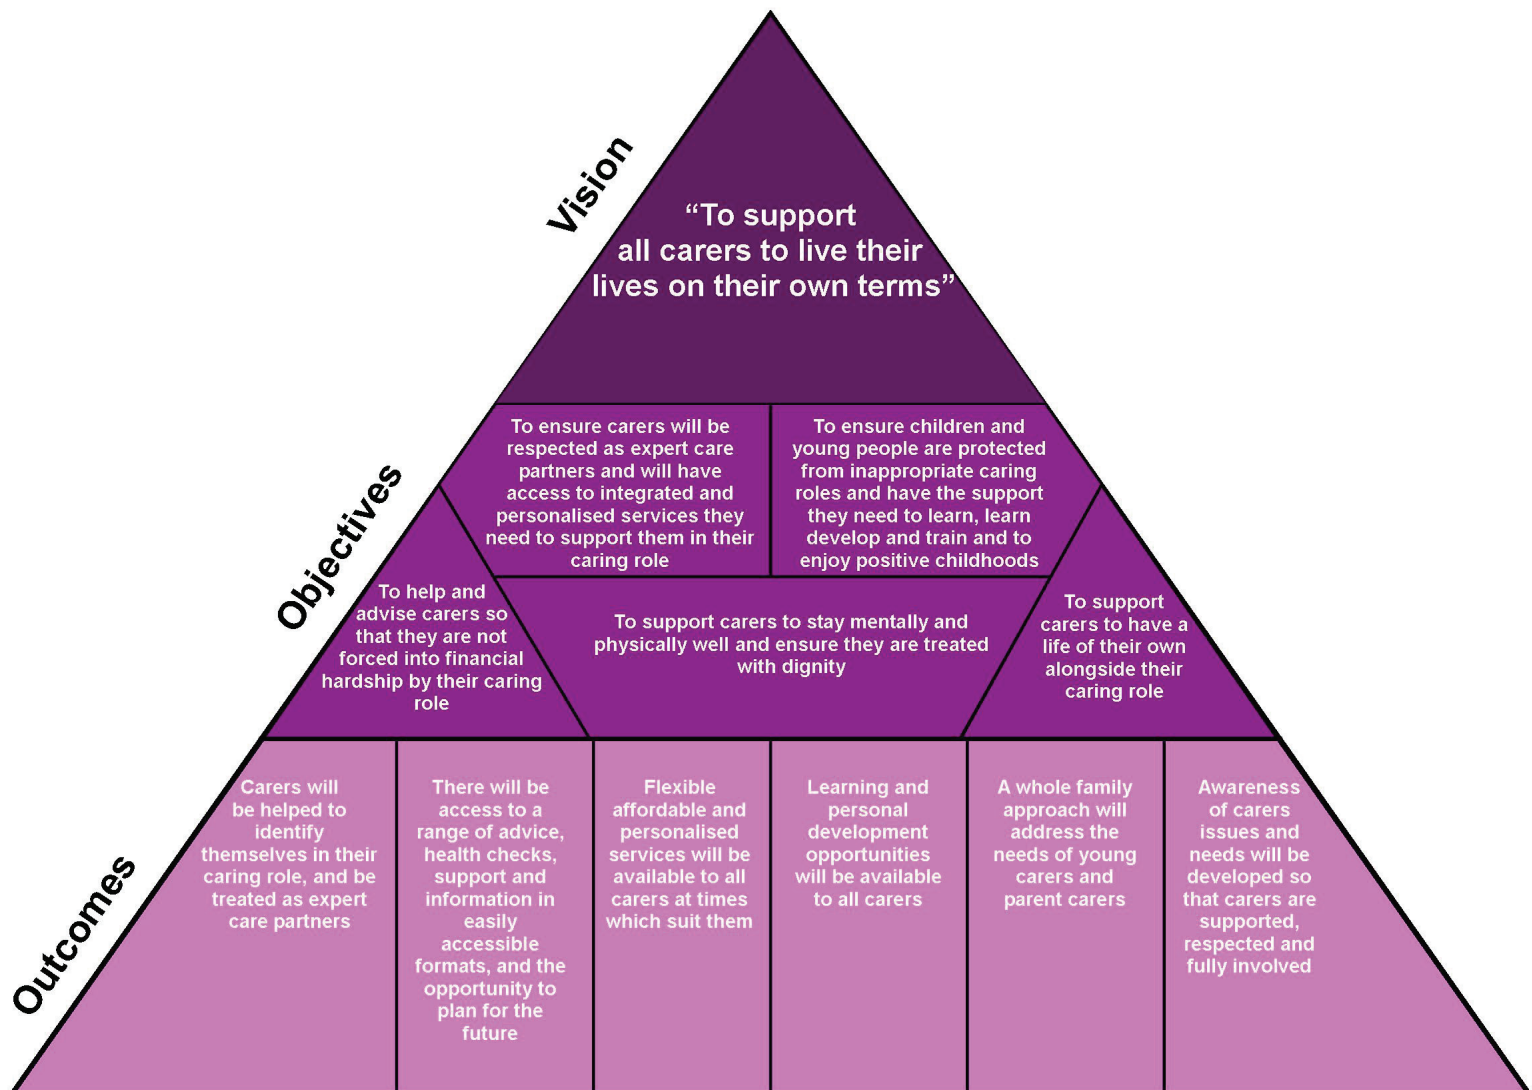 Vision
“To support
all carers to live their
lives on their own terms”
Objectives
To ensure carers will be
respected as expert care
partners and will have
access to integrated and
personalised services they
need to support them in their
caring role
To ensure children and
young people are protected
from inappropriate caring
roles and have the support
they need to learn, learn
develop and train and to
enjoy positive childhoods
To help and
advise carers so
that they are not
forced into financial
hardship by their caring
role
To support carers to stay mentally and
physically well and ensure they are treated
with dignity
To support
carers to have a
life of their own
alongside their
caring role
Outcomes
Carers will
be helped to
identify
themselves in their
caring role, and be
treated as expert
care partners
There will be
access to a
range of advice,
health checks,
support and
information in
easily
accessible
formats, and the
opportunity to
plan for the
future
Flexible
affordable and
personalised
services will be
available to all
carers at times
which suit them
Learning and
personal
development
opportunities
will be available
to all carers
A whole family
approach will
address the
needs of young
carers and
parent carers
Awareness
of carers
issues and
needs will be
developed so
that carers are
supported,
respected and
fully involved